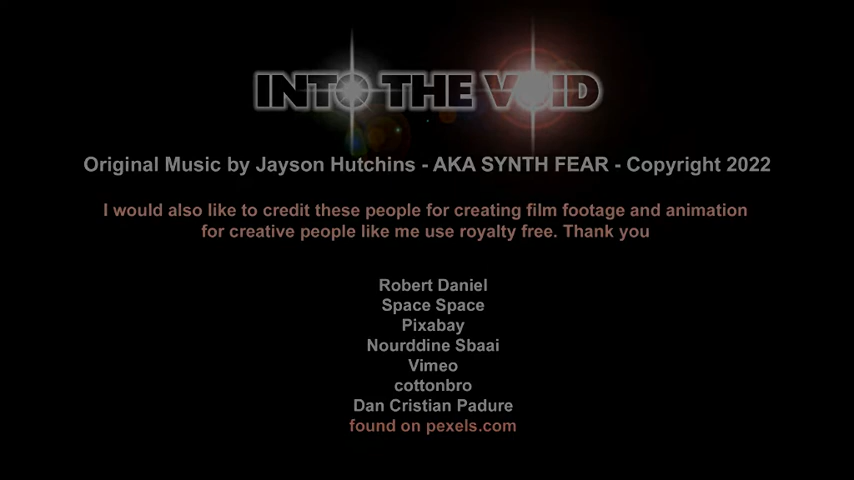 INTO THE VOID
Original Music by Jayson Hutchins - AKA SYNTH FEAR - Copyright 2022
I would also like to credit these people for creating film footage and animation
for creative people like me use royalty free. Thank you
Robert Daniel
Space Space
Pixabay
Nourddine Sbaai
Vimeo
cottonbro
Dan Cristian Padure
found on pexels.com